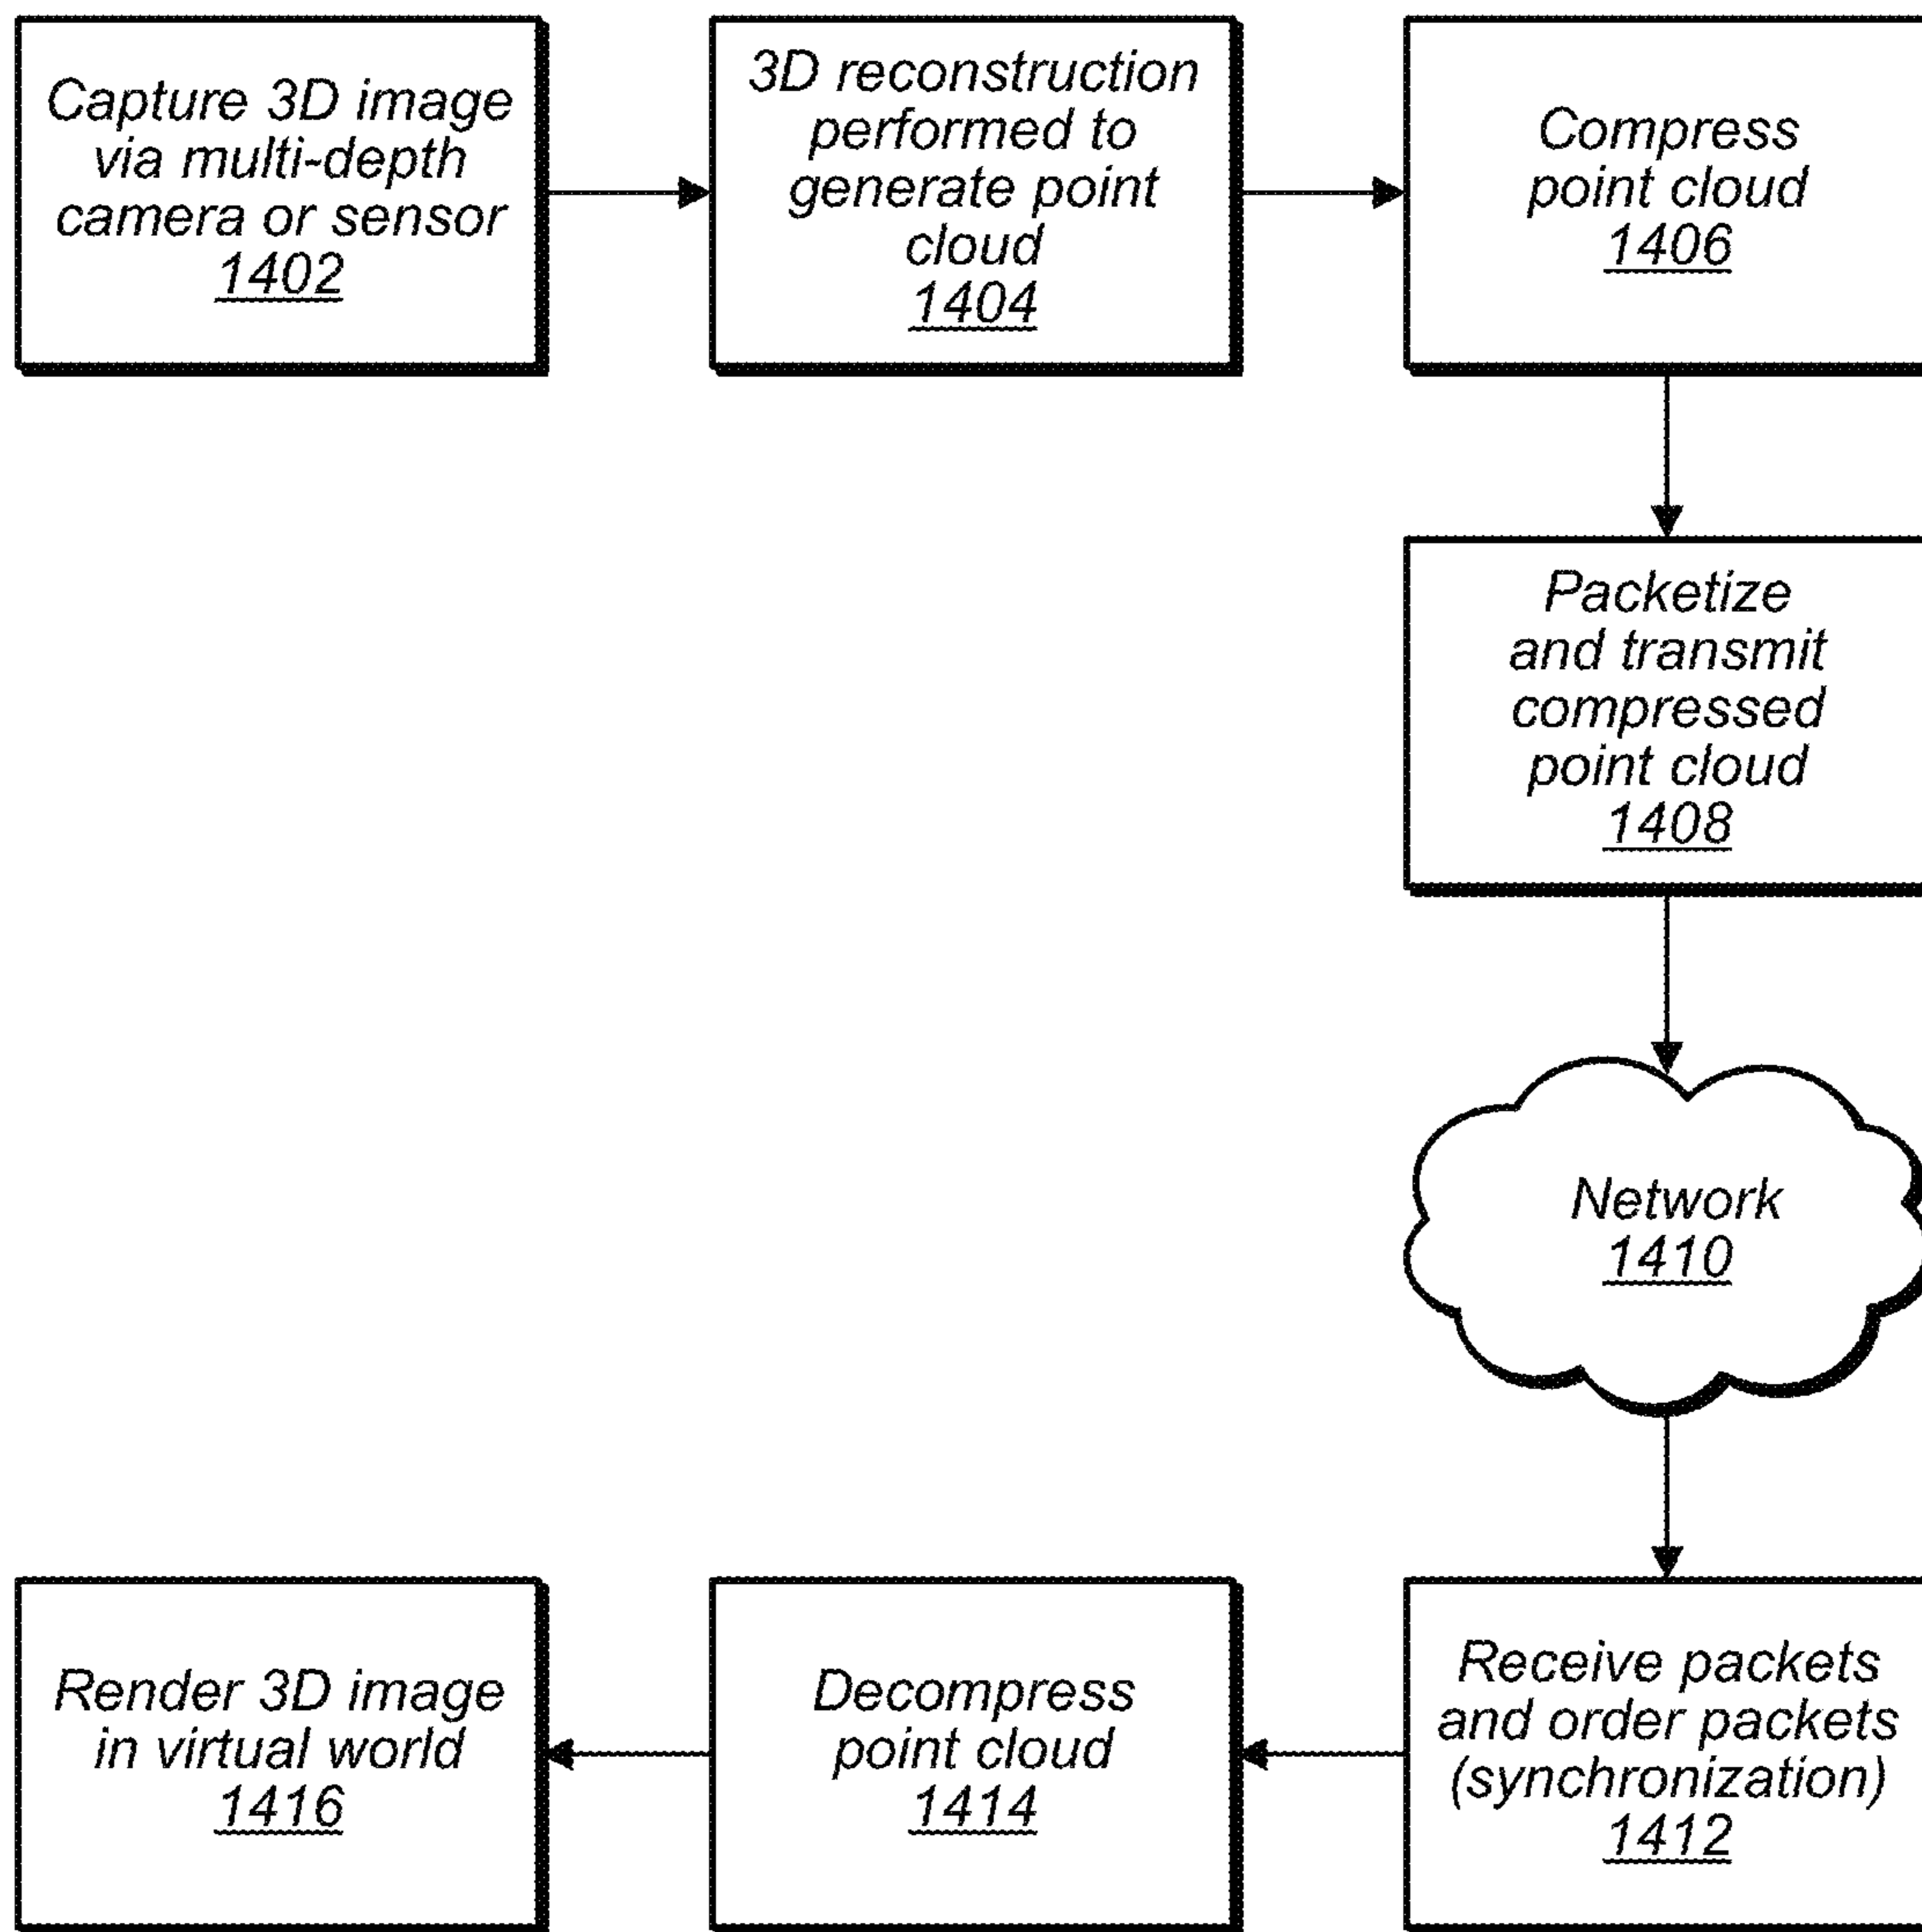 Capture 3D image
via multi-depth
camera or sensor
1402
3D reconstruction
performed to
generate point
cloud
1404
Compress
point cloud
1406
Packetize
and transmit
compressed
point cloud
1408
Network
1410
Receive packets
and order packets
(synchronization)
1412
Decompress
point cloud
1414
Render 3D image
in virtual world
1416